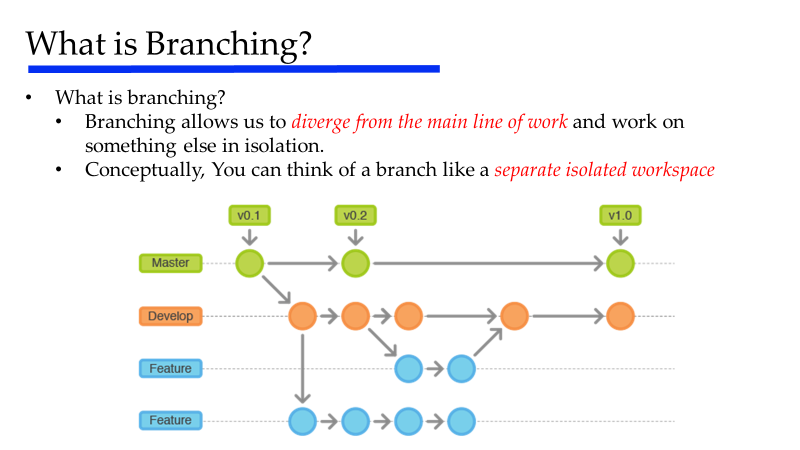 What is Branching?
• What is branching?
• Branching allows us to diverge from the main line of work and work on
something else in isolation.
• Conceptually, You can think of a branch like a separate isolated workspace
v0.1 v0.2 v1.0
Master
Develop
Feature
Feature